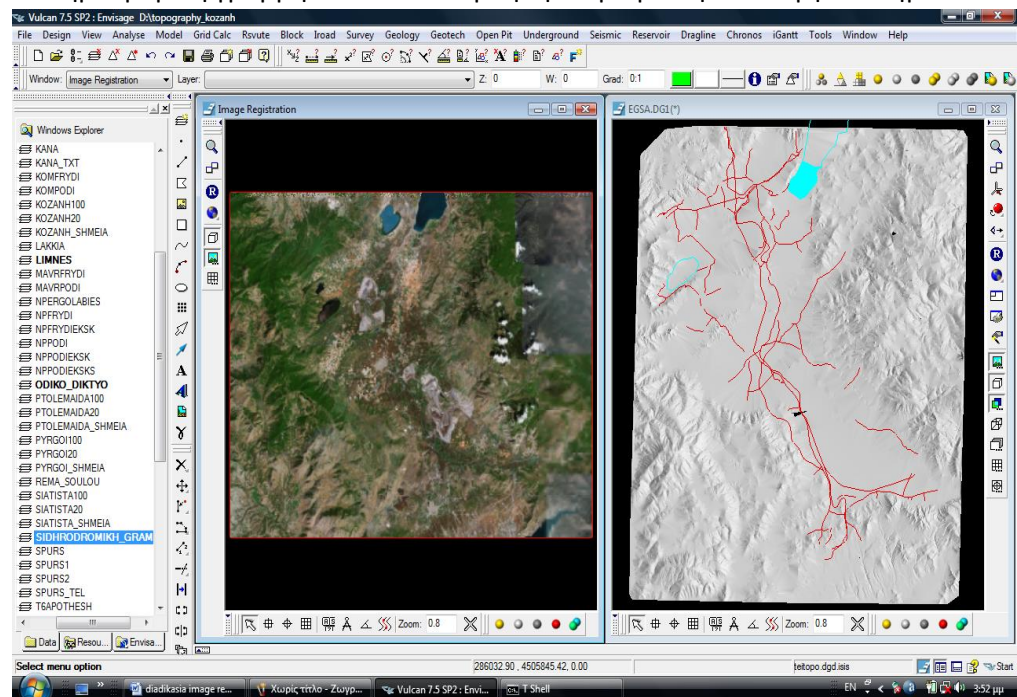 Vulcan 7.5 SP2 : Envisage D:\topography_kozanh
File Design View Analyse Model Grid Calc Rsvute Block Iroad Survey Geology Geotech Open Pit Underground Seismic Reservoir Dragline Chronos iGantt Tools Window Help
Window: Image Registration Layer: Z: 0 W: 0 Grad: 0:1
Windows Explorer
KANA
KANA_TXT
KOMFRYDI
KOMPODI
KOZANH100
KOZANH20
KOZANH_SHMEIA
LAKKIA
LIMNES
MAVRFRYDI
MAVRPODI
NPERGOLABIES
NPFRYDI
NPFRYDIEKSK
NPPODI
NPPODIEKSK
NPPODIEKSKS
ODIKO_DIKTYO
PTOLEMAIDA100
PTOLEMAIDA20
PTOLEMAIDA_SHMEIA
PYRGOI100
PYRGOI20
PYRGOI_SHMEIA
REMA_SOULOU
SIATISTA100
SIATISTA20
SIATISTA_SHMEIA
SIDHRODROMIKH_GRAM
SPURS
SPURS1
SPURS2
SPURS_TEL
T6APOTHESH
Data Resou... Envisa...
Image Registration
Zoom: 0.8
EGSA.DG1(*)
Zoom: 0.8
Select menu option 286032.90 , 4505845.42, 0.00 teitopo.dgd.isis Start
diadikasia image re... Χωρίς τίτλο - Ζωγρ... Vulcan 7.5 SP2 : Envi... T Shell EN 3:52 μμ